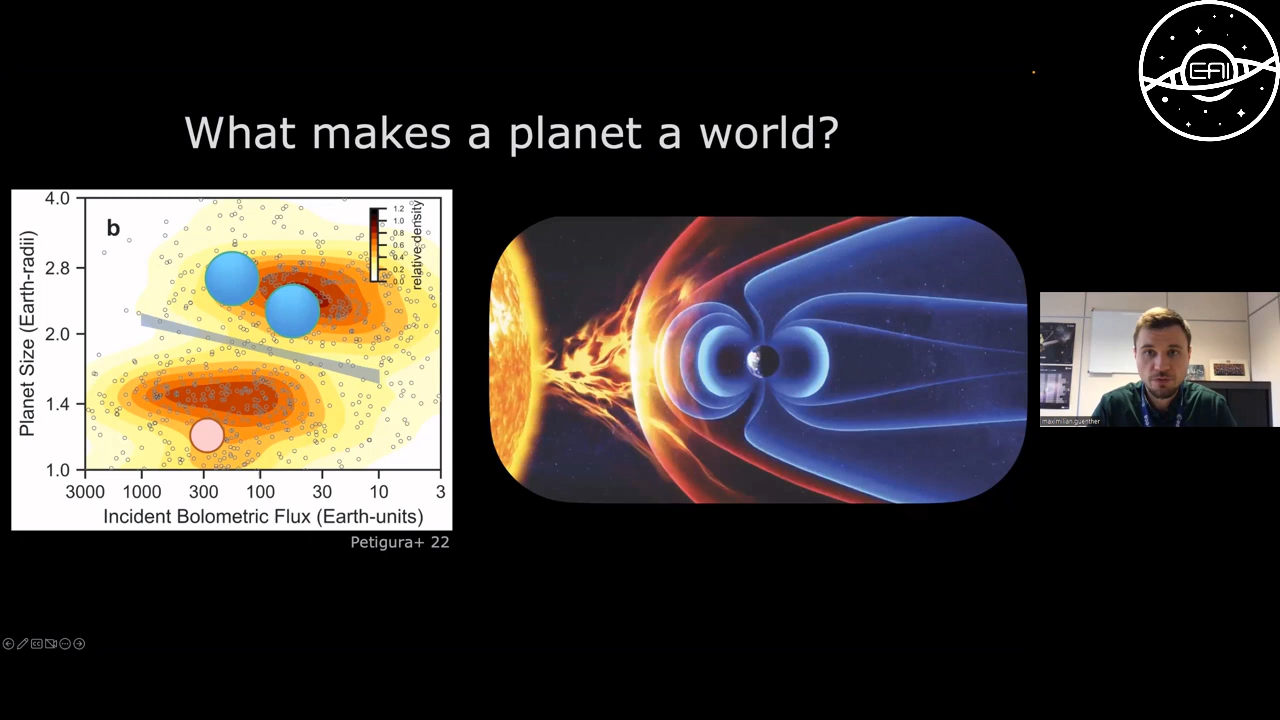 EAI
What makes a planet a world?
b
4.0
2.8
2.0
1.4
1.0
Planet Size (Earth-radii)
1.2
1.0
0.8
0.6
0.4
0.2
0.0
relative density
3000 1000 300 100 30 10 3
Incident Bolometric Flux (Earth-units)
Petigura+ 22
maximilian.guenther